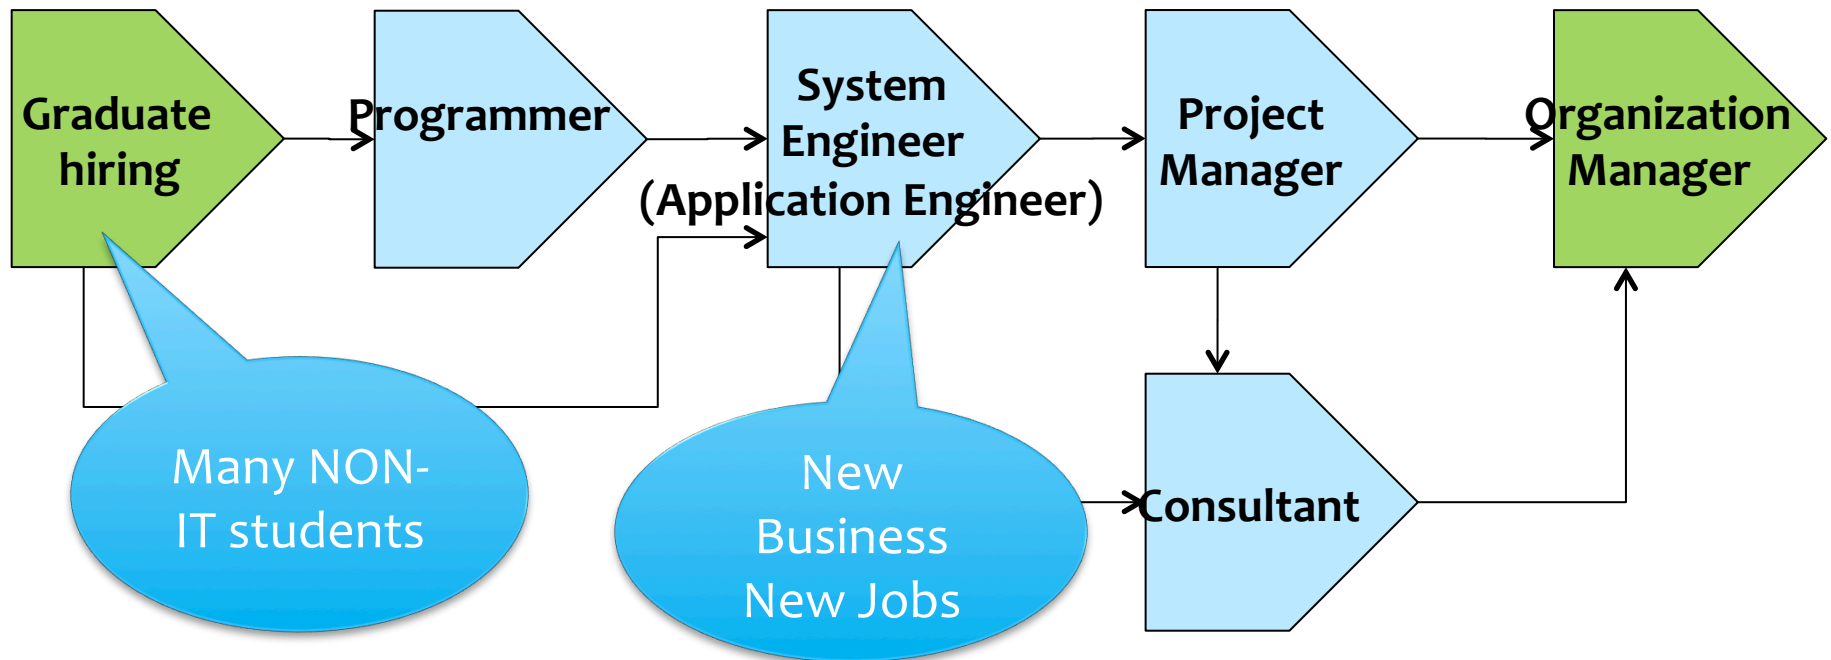 Graduate
hiring
Programmer
System
Engineer
(Application Engineer)
Project
Manager
Organization
Manager
Many NON-
IT students
New
Business
New Jobs
Consultant